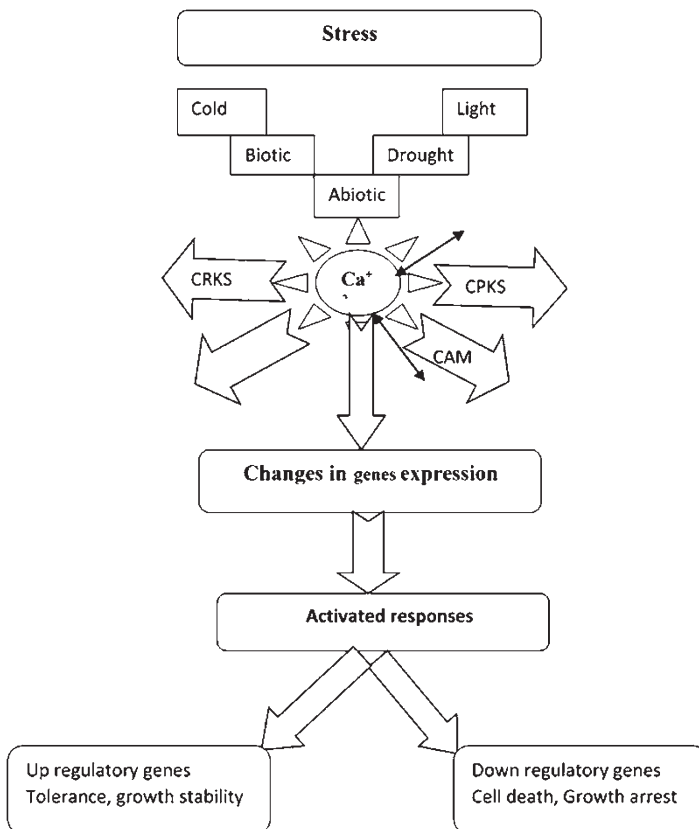 Stress
Cold
Light
Biotic
Drought
Abiotic
CRKS
Ca+
,
CPKS
CAM
Changes in genes expression
Activated responses
Up regulatory genes
Tolerance, growth stability
Down regulatory genes
Cell death, Growth arrest